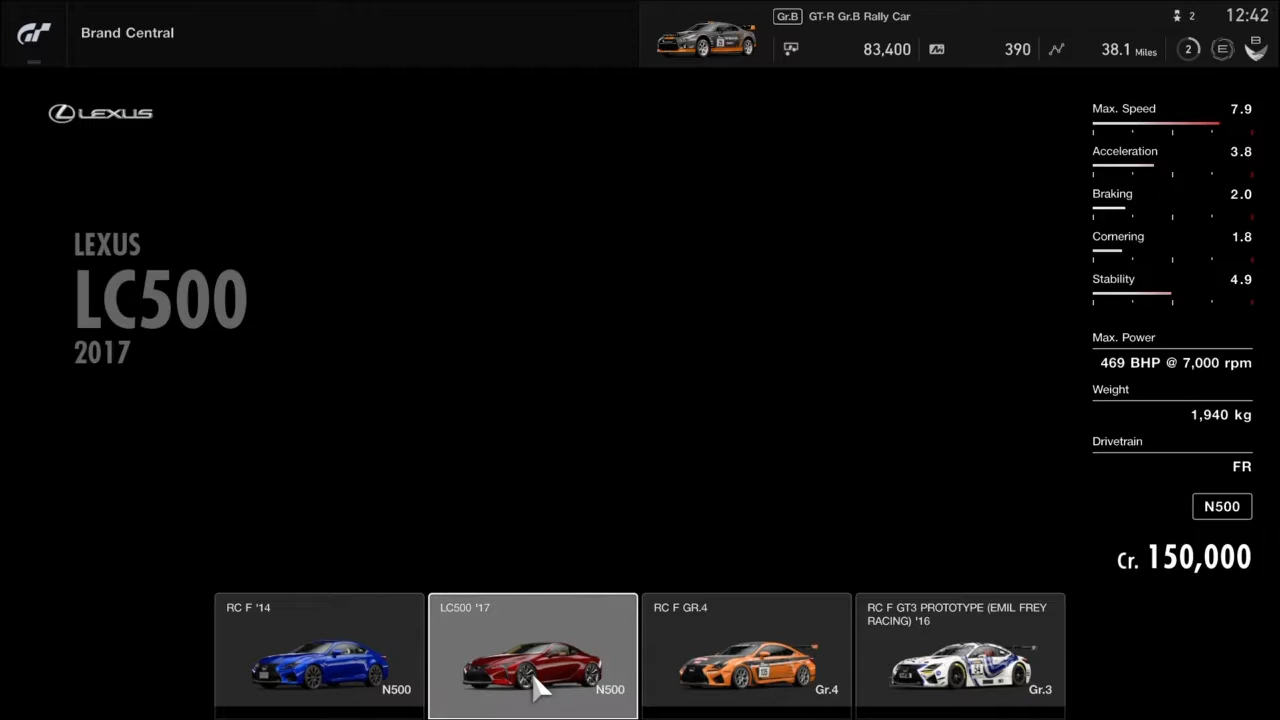 Brand Central
Gr.B GT-R Gr.B Rally Car
2 12:42
83,400 390 38.1 Miles 2 E B
LEXUS
LEXUS
LC500
2017
Max. Speed 7.9
Acceleration 3.8
Braking 2.0
Cornering 1.8
Stability 4.9
Max. Power
469 BHP @ 7,000 rpm
Weight
1,940 kg
Drivetrain
FR
N500
Cr. 150,000
RC F '14
N500
LC500 '17
N500
RC F GR.4
Gr.4
RC F GT3 PROTOTYPE (EMIL FREY
RACING) '16
Gr.3